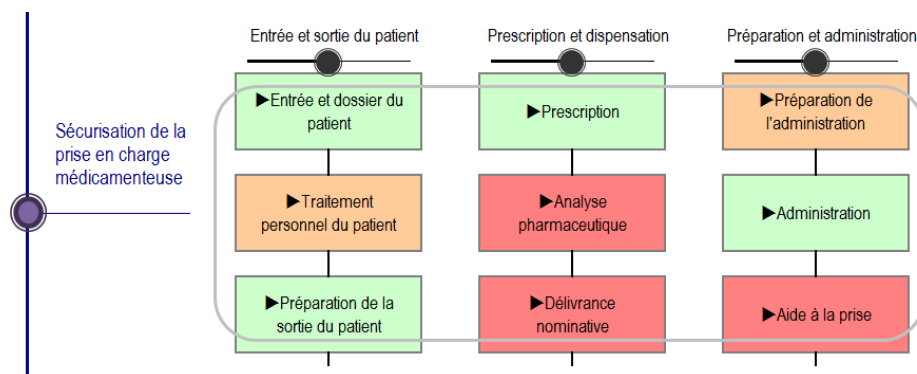 Entrée et sortie du patient
Prescription et dispensation
Préparation et administration
Sécurisation de la
prise en charge
médicamenteuse
▶Entrée et dossier du
patient
▶Prescription
▶Préparation de
l'administration
▶Traitement
personnel du patient
▶Analyse
pharmaceutique
▶Administration
▶Préparation de la
sortie du patient
▶Délivrance
nominative
▶Aide à la prise